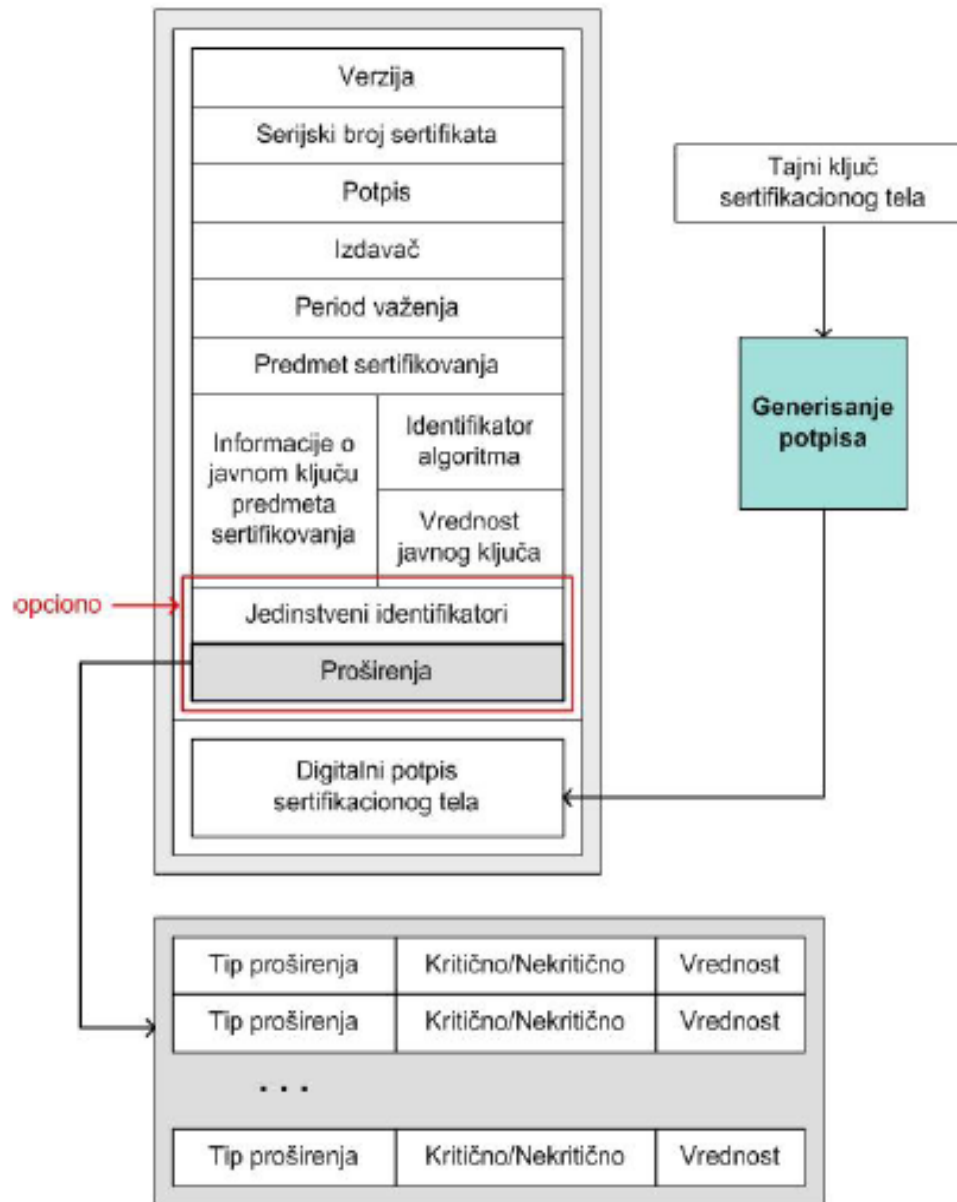 Verzija
Serijski broj sertifikata
Potpis
Izdavač
Period važenja
Predmet sertifikovanja
Informacije o
javnom ključu
predmeta
sertifikovanja
Identifikator
algoritma
Vrednost
javnog ključa
opciono
Jedinstveni identifikatori
Proširenja
Digitalni potpis
sertifikacionog tela
Tajni ključ
sertifikacionog tela
Generisanje
potpisa
Tip proširenja Kritično/Nekritično Vrednost
Tip proširenja Kritično/Nekritično Vrednost
. . .
Tip proširenja Kritično/Nekritično Vrednost